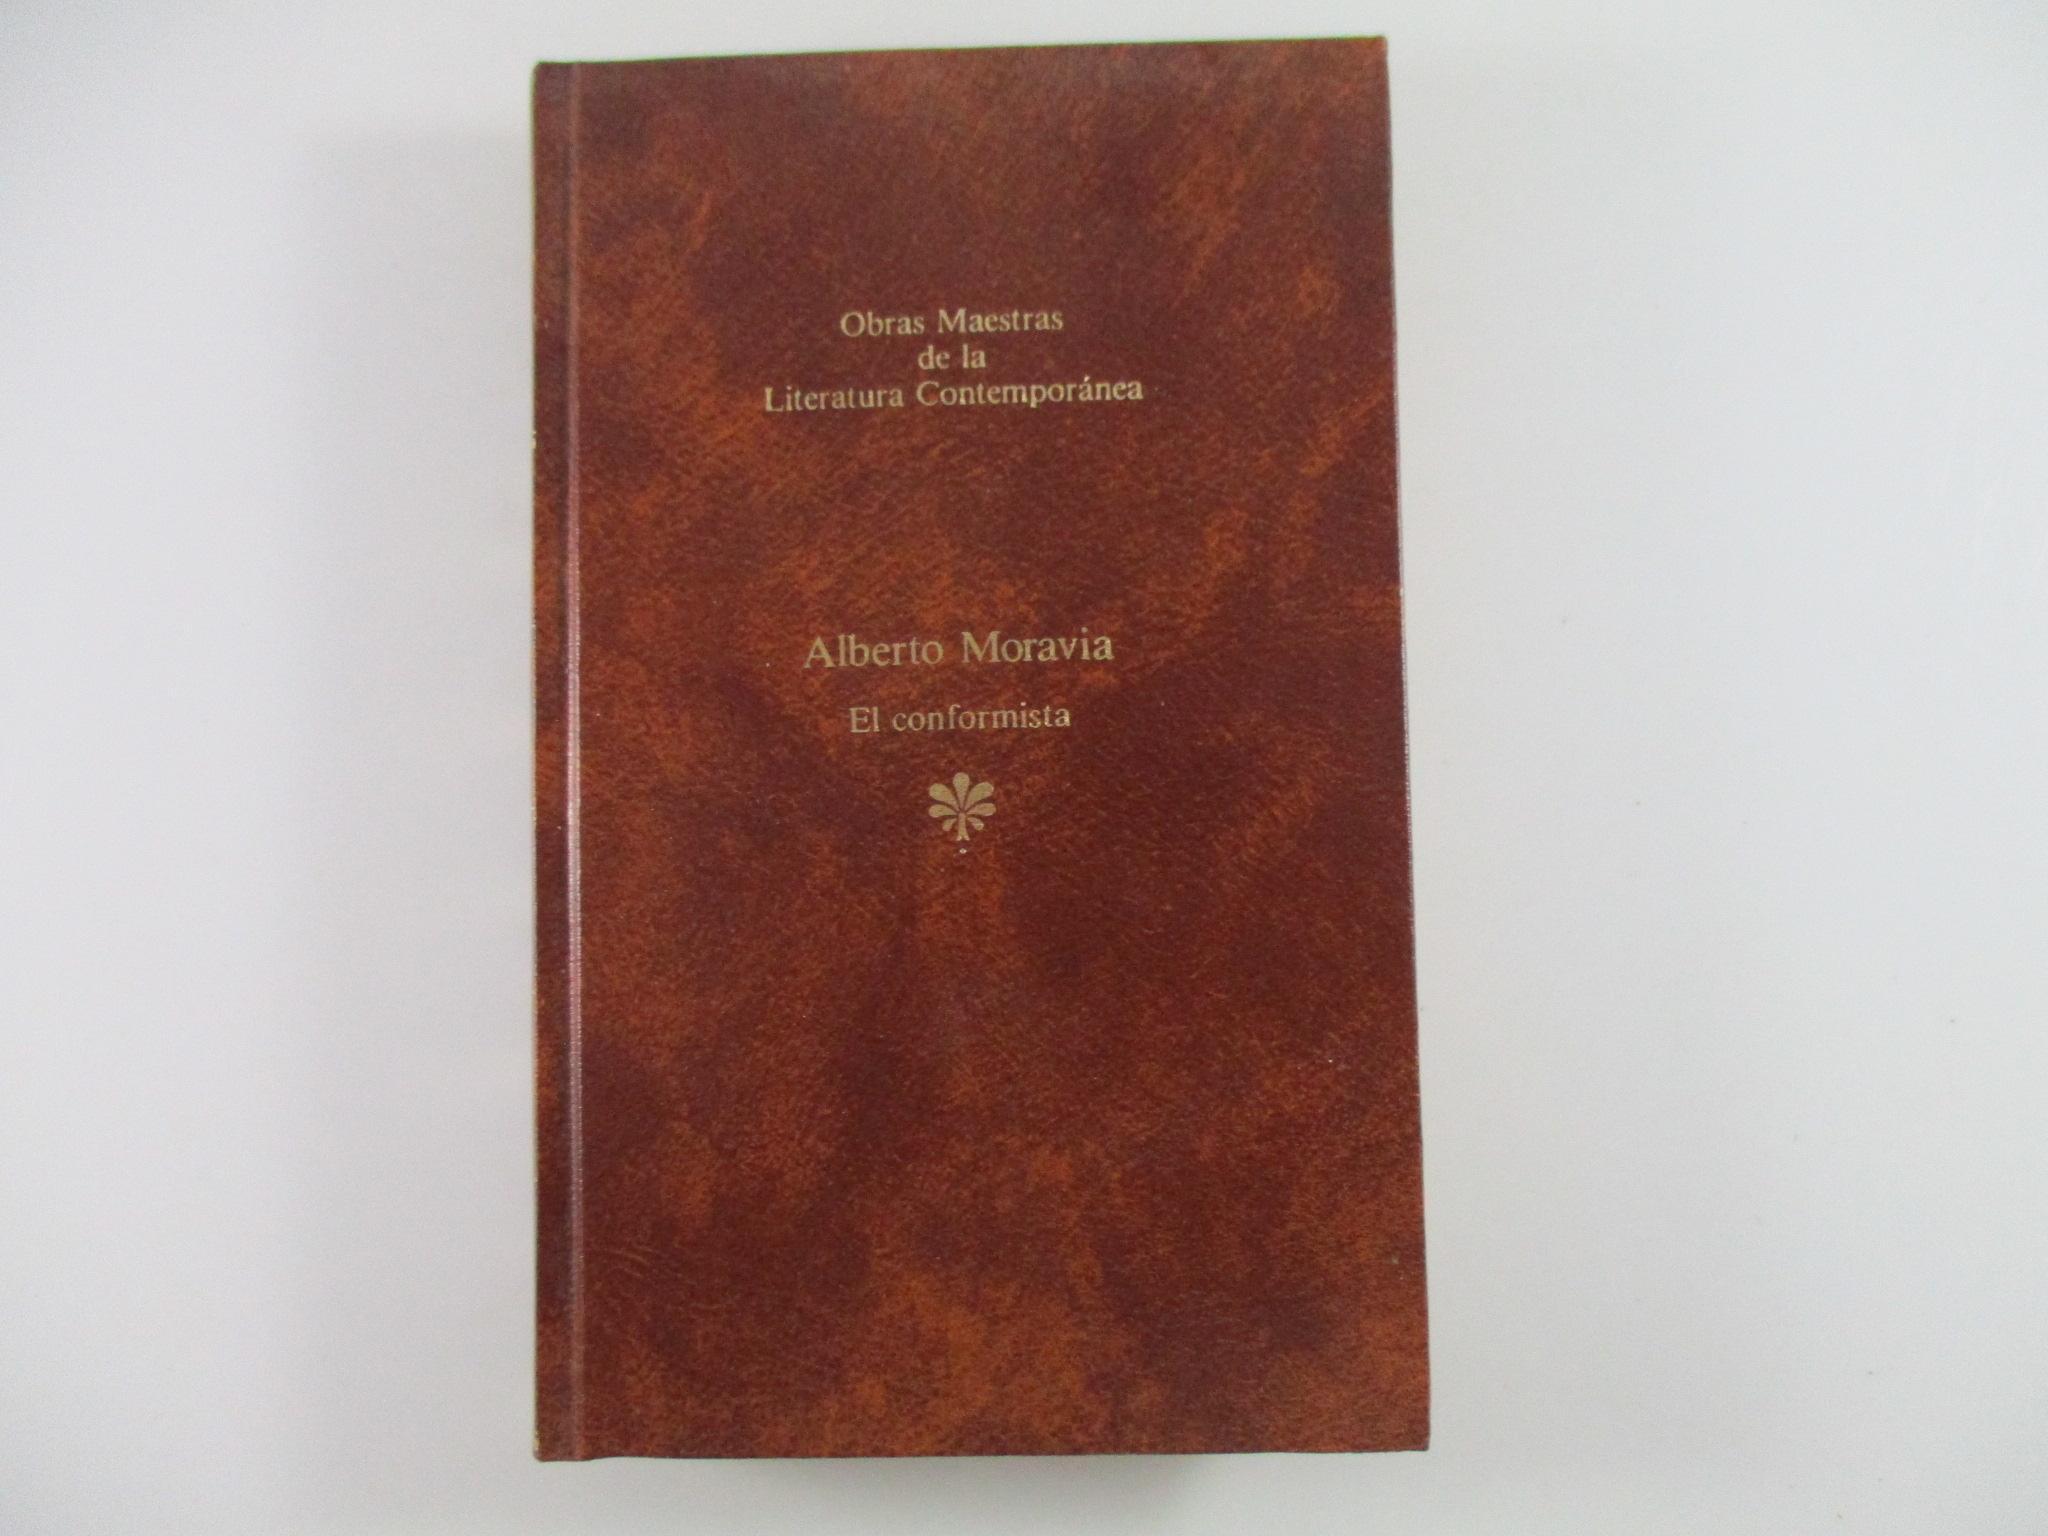 Obras Maestras
de la
Literatura Contemporánea
Alberto Moravia
El conformista